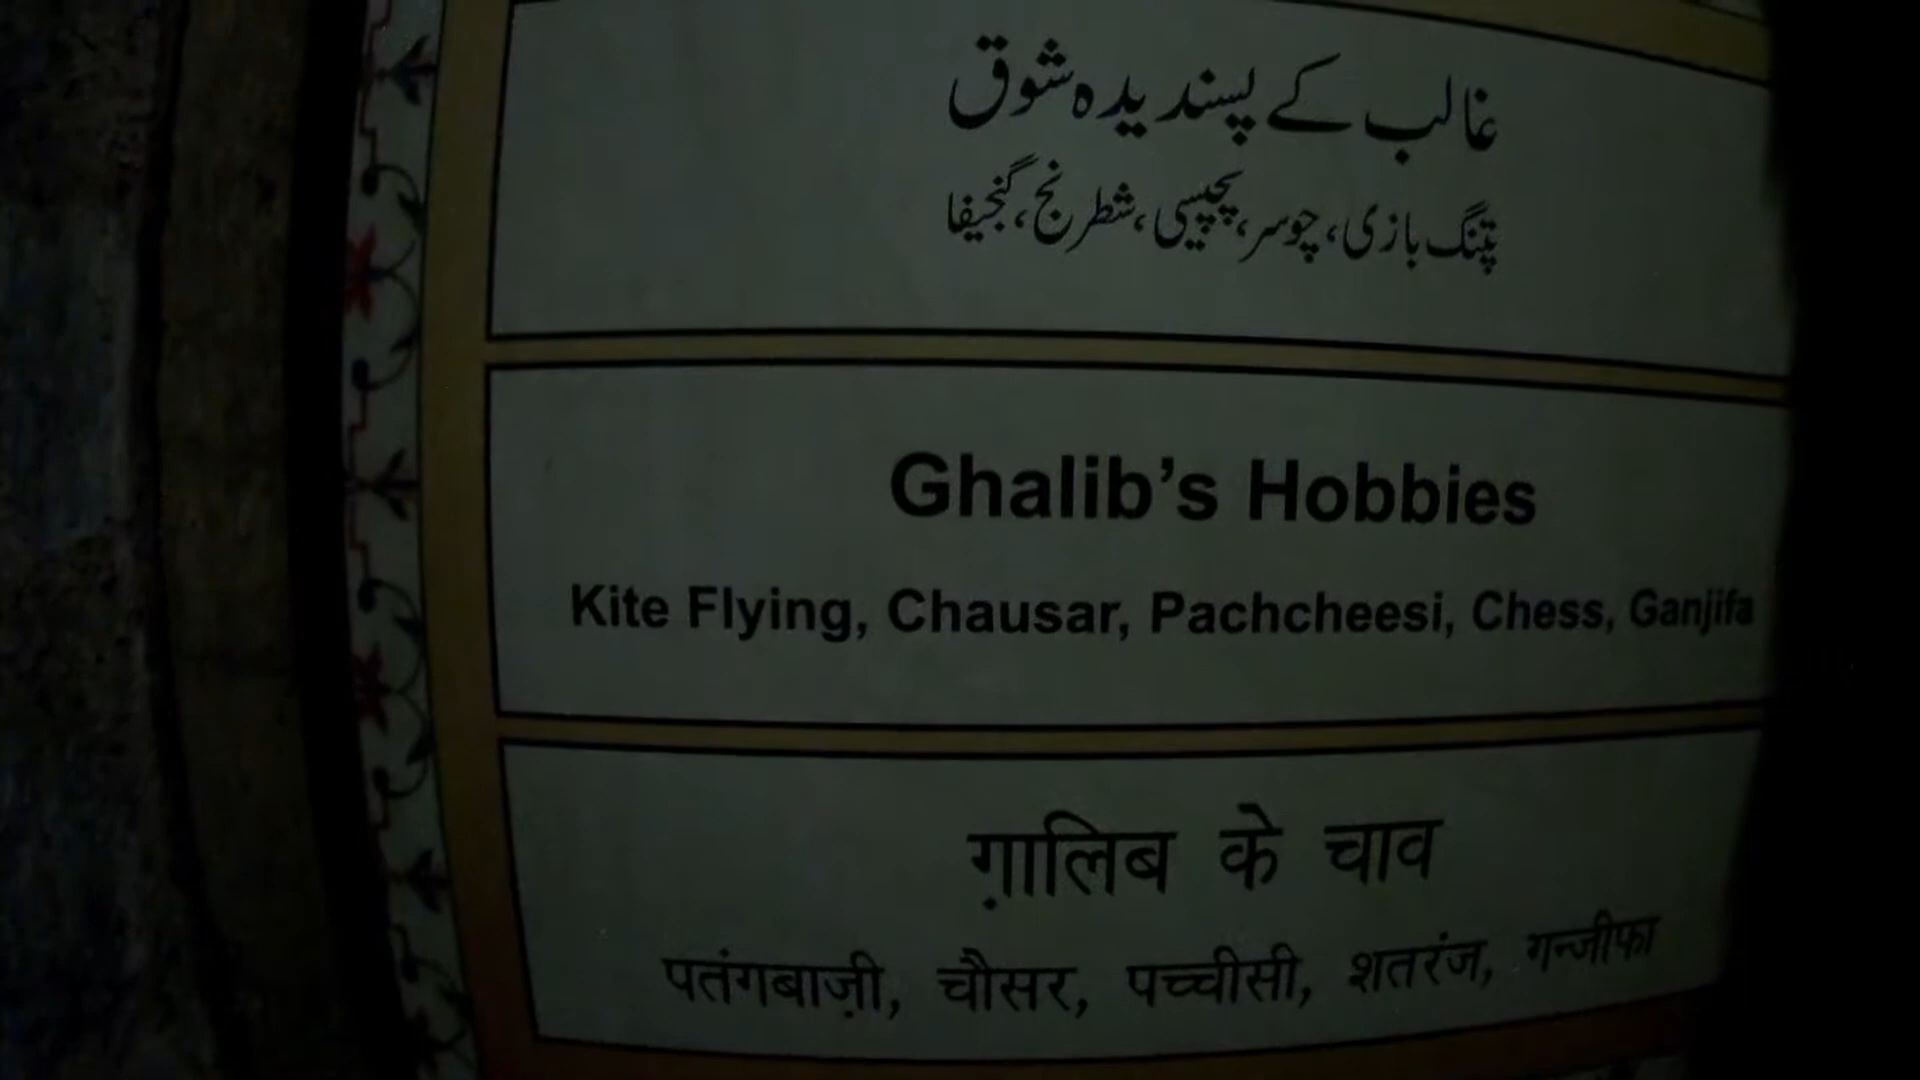 غالب کے پسندیدہ شوق
پتنگ بازی، چوسر، پچیسی، شطرنج، گنجیفا
Ghalib’s Hobbies
Kite Flying, Chausar, Pachcheesi, Chess, Ganjifa
ग़ालिब के चाव
पतंगबाज़ी, चौसर, पच्चीसी, शतरंज, गन्जीफा